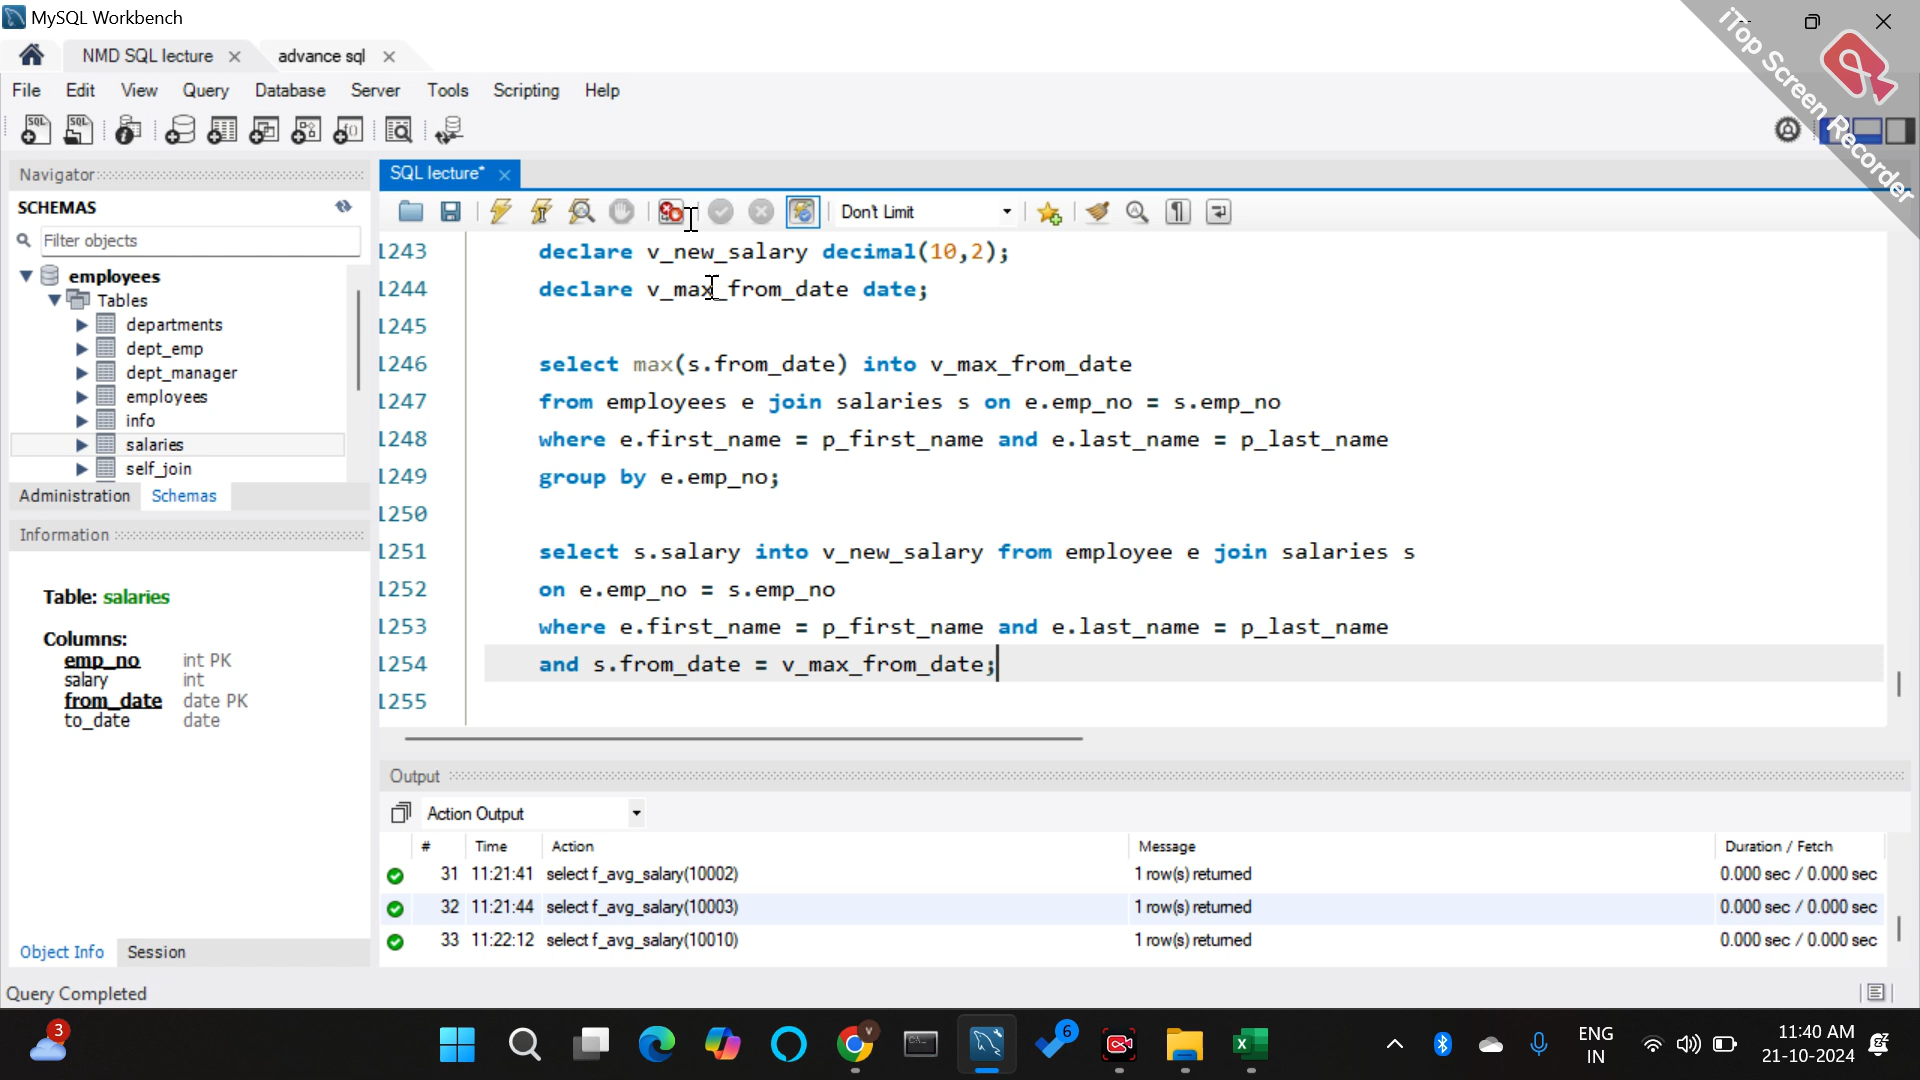 MySQL Workbench
NMD SQL lecture
advance sql
File Edit View Query Database Server Tools Scripting Help
iTop Screen Recorder
Navigator
SCHEMAS
Filter objects
employees
Tables
departments
dept_emp
dept_manager
employees
info
salaries
self_join
Administration Schemas
Information
Table: salaries
Columns:
emp_no int PK
salary int
from_date date PK
to_date date
Object Info Session
SQL lecture*
Don't Limit
1243 declare v_new_salary decimal(10,2);
1244 declare v_max_from_date date;
1245
1246 select max(s.from_date) into v_max_from_date
1247 from employees e join salaries s on e.emp_no = s.emp_no
1248 where e.first_name = p_first_name and e.last_name = p_last_name
1249 group by e.emp_no;
1250
1251 select s.salary into v_new_salary from employee e join salaries s
1252 on e.emp_no = s.emp_no
1253 where e.first_name = p_first_name and e.last_name = p_last_name
1254 and s.from_date = v_max_from_date;
1255
Output
Action Output
# Time Action Message Duration / Fetch
31 11:21:41 select f_avg_salary(10002) 1 row(s) returned 0.000 sec / 0.000 sec
32 11:21:44 select f_avg_salary(10003) 1 row(s) returned 0.000 sec / 0.000 sec
33 11:22:12 select f_avg_salary(10010) 1 row(s) returned 0.000 sec / 0.000 sec
Query Completed
3
V
6
ENG
IN
11:40 AM
21-10-2024